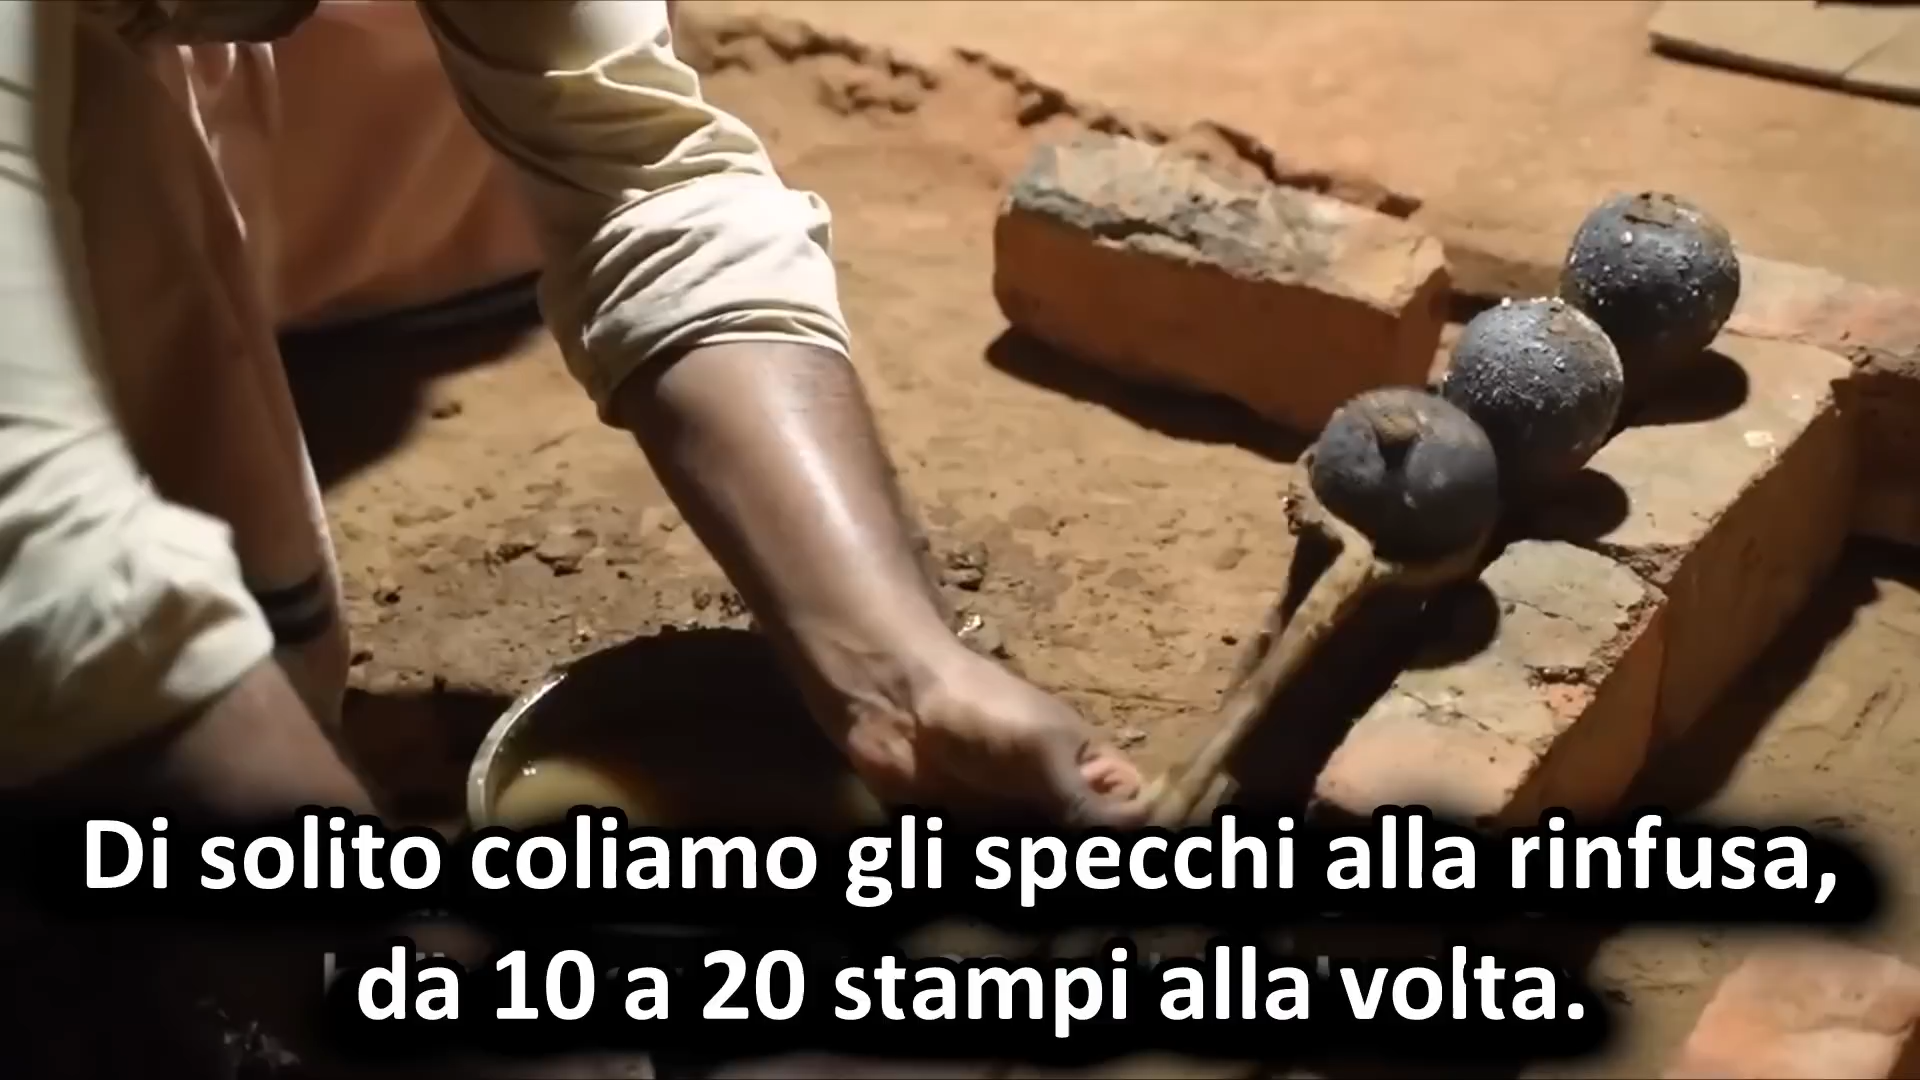 Di solito coliamo gli specchi alla rinfusa,
da 10 a 20 stampi alla volta.